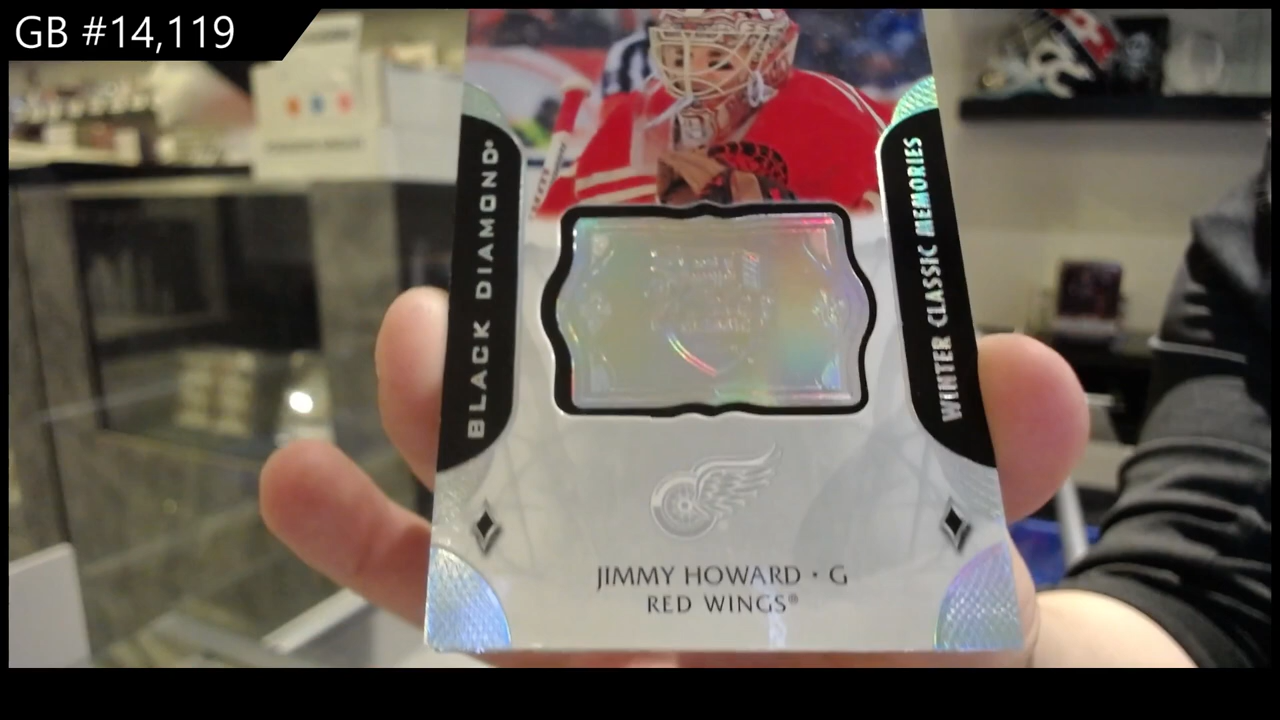 GB #14,119
BLACK DIAMOND®
WINTER CLASSIC MEMORIES
JIMMY HOWARD · G
RED WINGS®